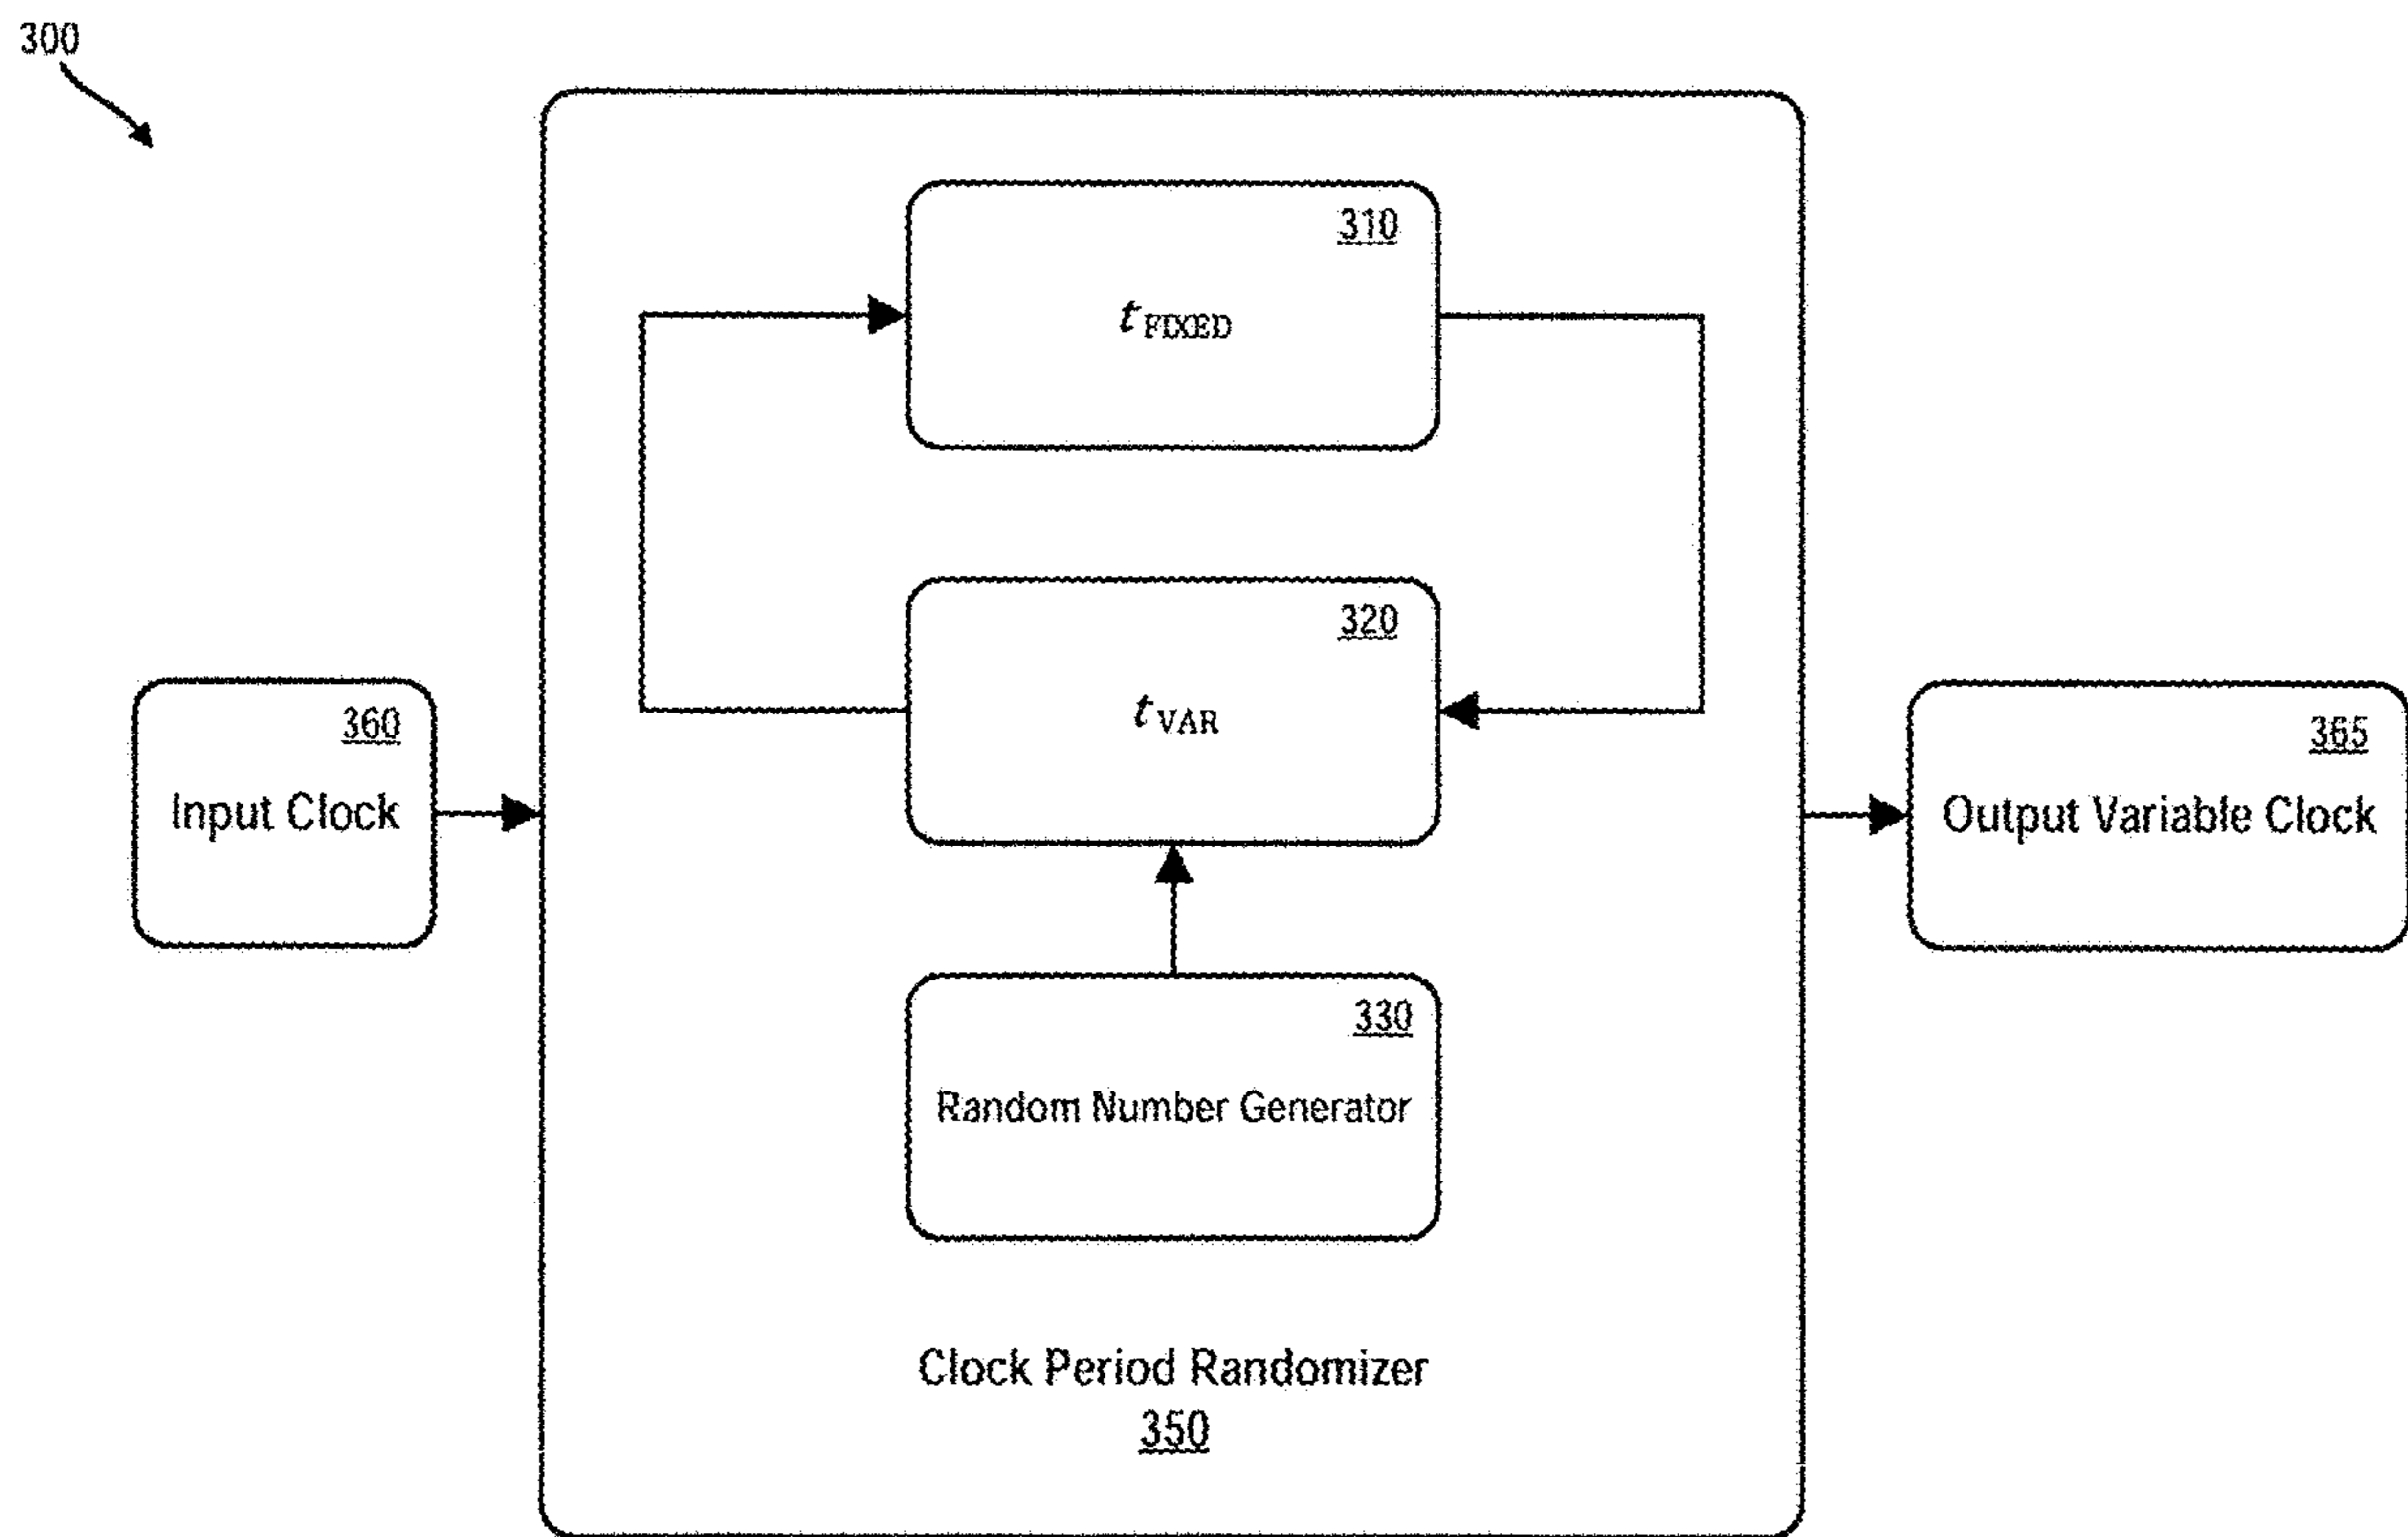 300
310
t FIXED
320
t VAR
360
Input Clock
365
Output Variable Clock
330
Random Number Generator
Clock Period Randomizer
350